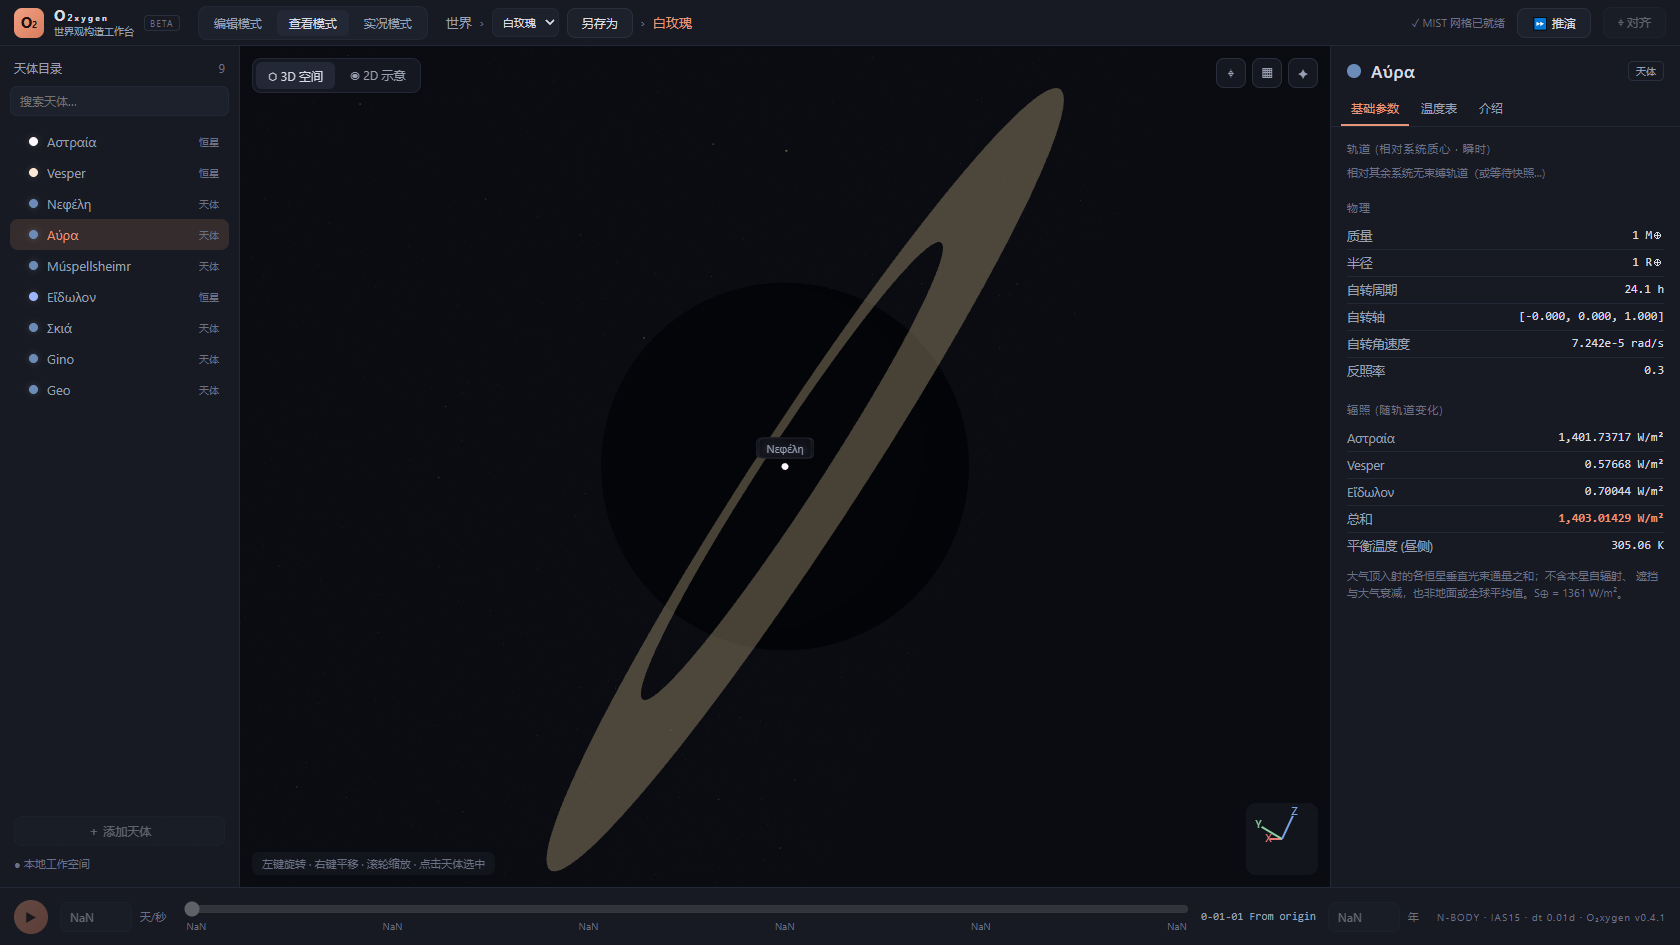 O₂ O₂xygen BETA 编辑模式 查看模式 实况模式 世界 › 白玫瑰 另存为 › 白玫瑰 ✓ MIST 网格已就绪 推演 对齐
世界观构造工作台
天体目录 9
搜索天体...
Αστραία 恒星
Vesper 恒星
Νεφέλη 天体
Αύρα 天体
Múspellsheimr 天体
Εἴδωλον 恒星
Σκιά 天体
Gino 天体
Geo 天体
+ 添加天体
本地工作空间
3D 空间 2D 示意
Νεφέλη
左键旋转 · 右键平移 · 滚轮缩放 · 点击天体选中
Z
Y
X
Αύρα 天体
基础参数 温度表 介绍
轨道 (相对系统质心 · 瞬时)
相对其余系统无束缚轨道（或等待快照…）
物理
质量 1 M⊕
半径 1 R⊕
自转周期 24.1 h
自转轴 [-0.000, 0.000, 1.000]
自转角速度 7.242e-5 rad/s
反照率 0.3
辐照 (随轨道变化)
Αστραία 1,401.73717 W/m²
Vesper 0.57668 W/m²
Εἴδωλον 0.70044 W/m²
总和 1,403.01429 W/m²
平衡温度 (昼侧) 305.06 K
大气顶入射的各恒星垂直光束通量之和；不含本星自辐射、 遮挡
与大气衰减，也非地面或全球平均值。S⊕ = 1361 W/m²。
NaN 天/秒 0-01-01 From origin NaN 年 N-BODY · IAS15 · dt 0.01d · O₂xygen v0.4.1
NaN NaN NaN NaN NaN NaN